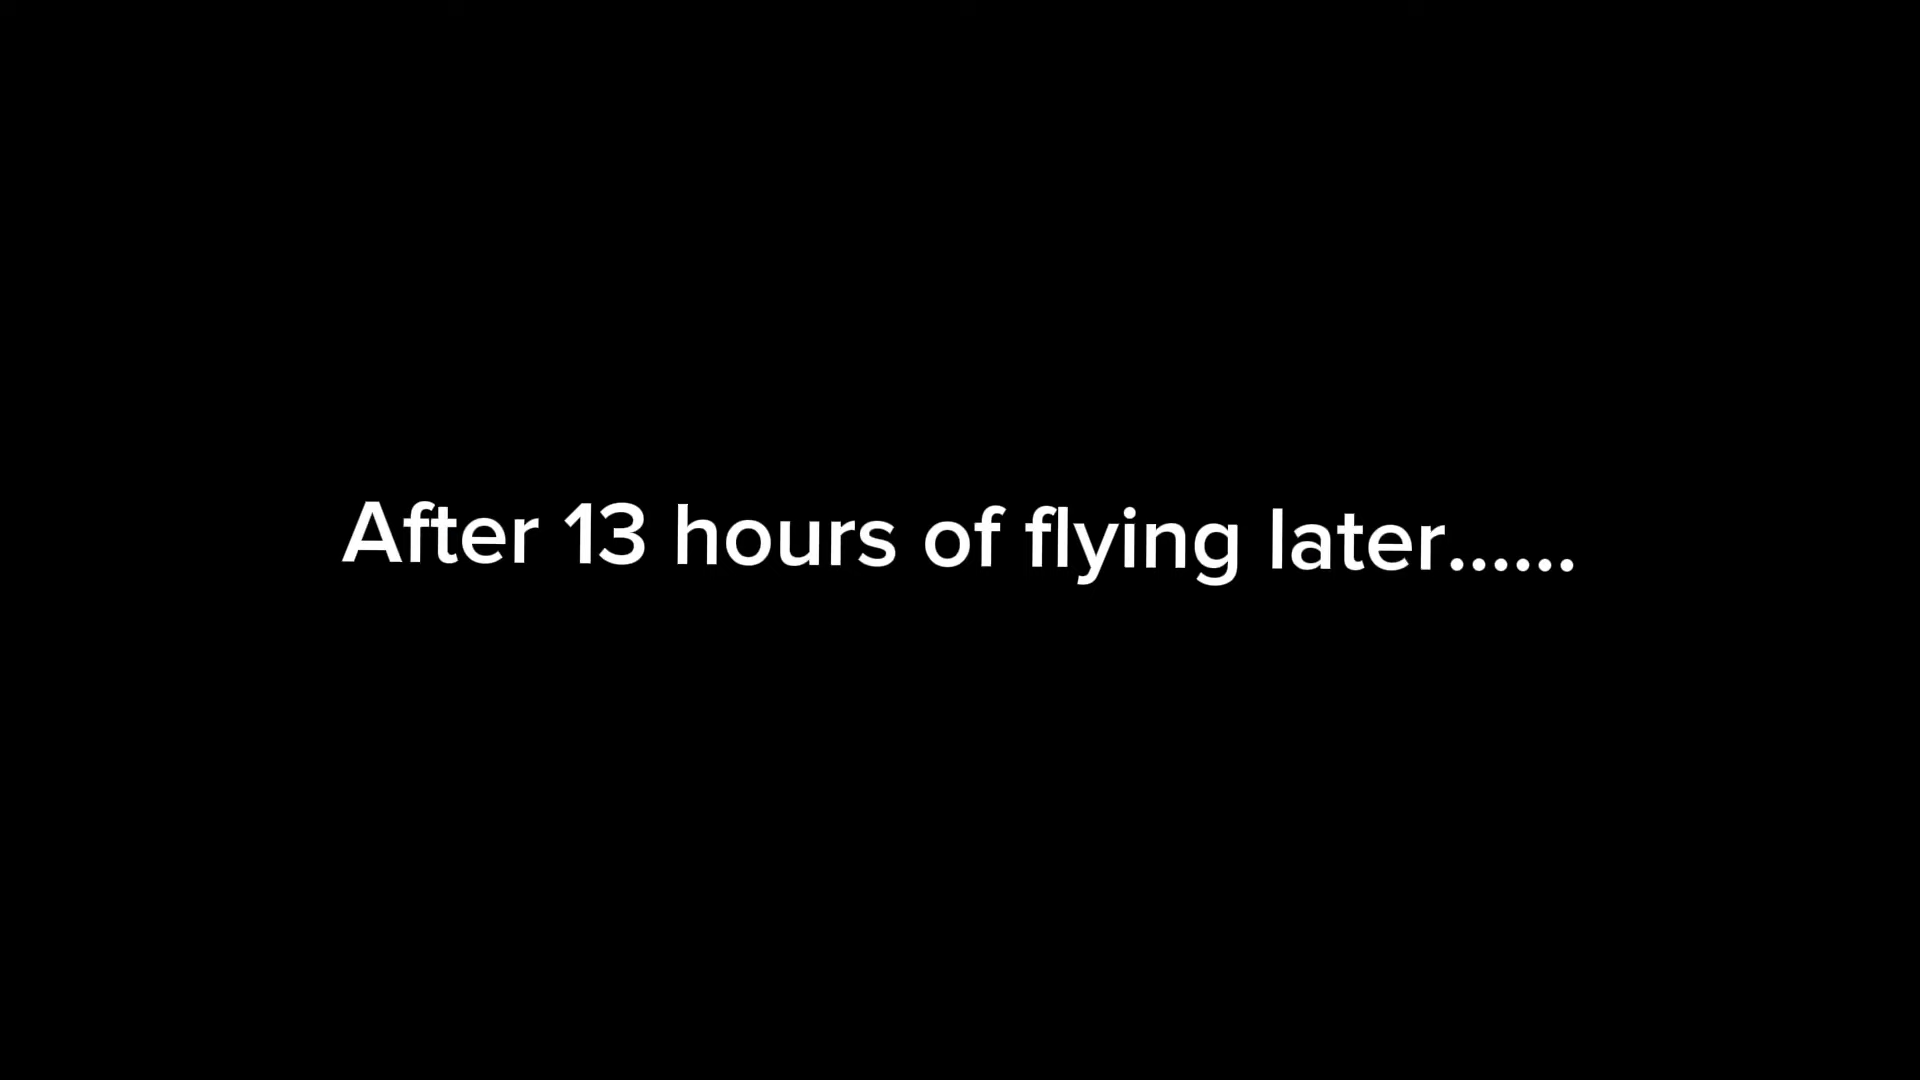 After 13 hours of flying later......